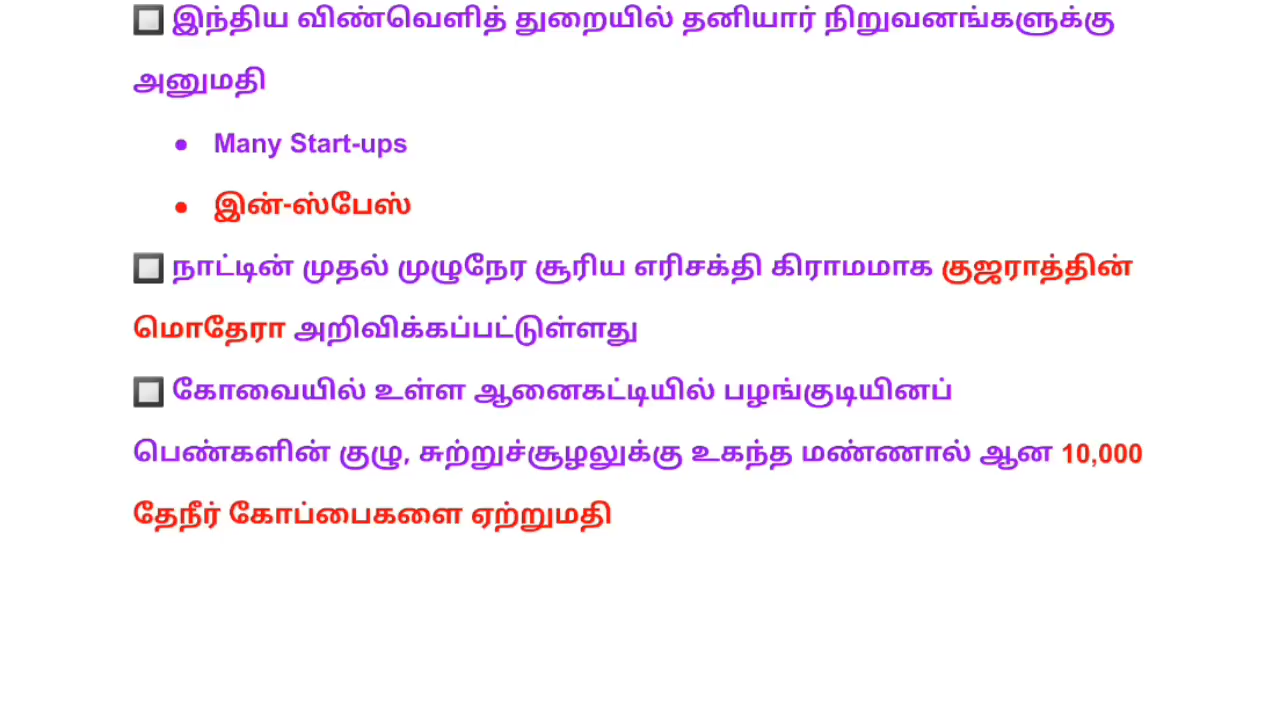 இந்திய விண்வெளித் துறையில் தனியார் நிறுவனங்களுக்கு
அனுமதி
● Many Start-ups
● இன்-ஸ்பேஸ்
நாட்டின் முதல் முழுநேர சூரிய எரிசக்தி கிராமமாக குஜராத்தின்
மொதேரா அறிவிக்கப்பட்டுள்ளது
கோவையில் உள்ள ஆனைகட்டியில் பழங்குடியினப்
பெண்களின் குழு, சுற்றுச்சூழலுக்கு உகந்த மண்ணால் ஆன 10,000
தேநீர் கோப்பைகளை ஏற்றுமதி